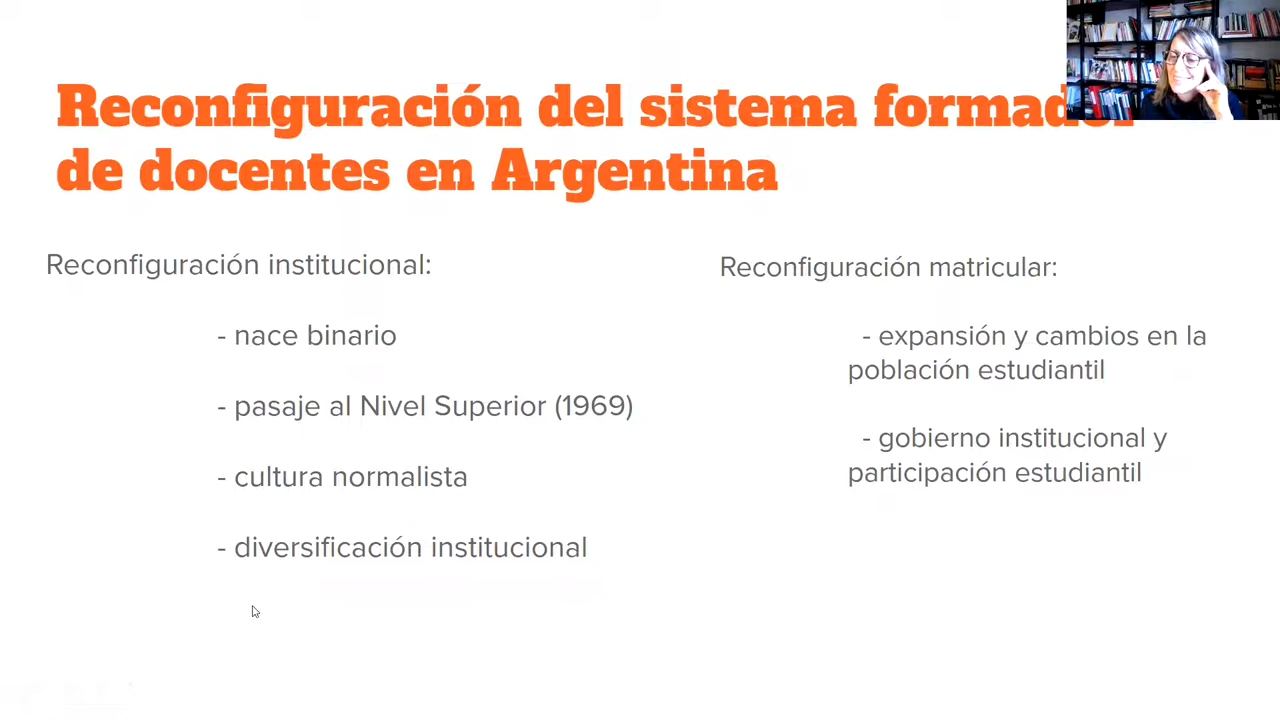 Reconfiguración del sistema formador
de docentes en Argentina
Reconfiguración institucional:
- nace binario
- pasaje al Nivel Superior (1969)
- cultura normalista
- diversificación institucional
Reconfiguración matricular:
- expansión y cambios en la
población estudiantil
- gobierno institucional y
participación estudiantil